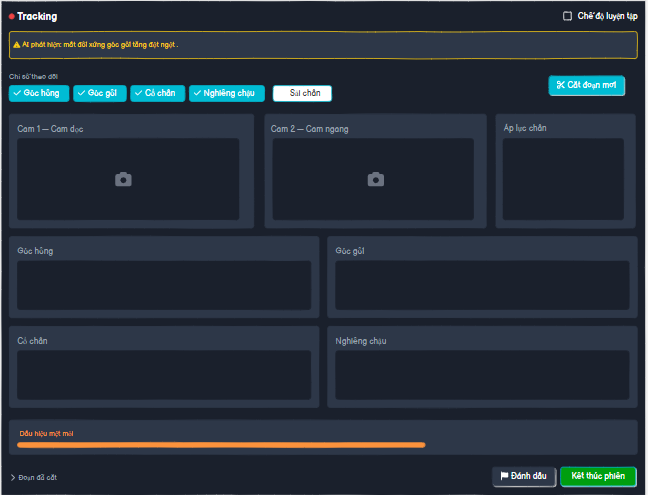 Tracking
Chế độ luyện tập
AI phát hiện: mất đối xứng góc gối tăng đột ngột .
Chỉ số theo dõi
Góc hông
Góc gối
Cổ chân
Nghiêng chậu
Sải chân
Cắt đoạn mới
Cam 1 — Cam dọc
Cam 2 — Cam ngang
Áp lực chân
Góc hông
Góc gối
Cổ chân
Nghiêng chậu
Dấu hiệu mệt mỏi
Đoạn đã cắt
Đánh dấu
Kết thúc phiên